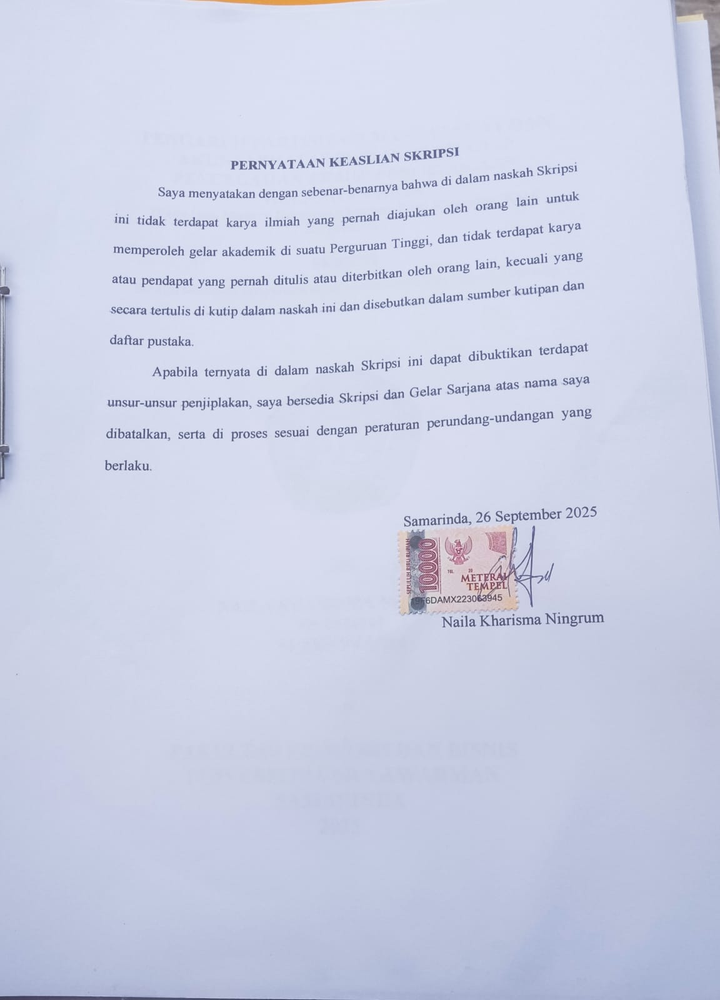 PERNYATAAN KEASLIAN SKRIPSI
Saya menyatakan dengan sebenar-benarnya bahwa di dalam naskah Skripsi
ini tidak terdapat karya ilmiah yang pernah diajukan oleh orang lain untuk
memperoleh gelar akademik di suatu Perguruan Tinggi, dan tidak terdapat karya
atau pendapat yang pernah ditulis atau diterbitkan oleh orang lain, kecuali yang
secara tertulis di kutip dalam naskah ini dan disebutkan dalam sumber kutipan dan
daftar pustaka.
Apabila ternyata di dalam naskah Skripsi ini dapat dibuktikan terdapat
unsur-unsur penjiplakan, saya bersedia Skripsi dan Gelar Sarjana atas nama saya
dibatalkan, serta di proses sesuai dengan peraturan perundang-undangan yang
berlaku.
Samarinda, 26 September 2025
SEPULUH RIBU RUPIAH
10000
TGL. 20
METERAI
TEMPEL
6DAMX223063945
Naila Kharisma Ningrum
DAN BISNIS
SAMARINDA
2025